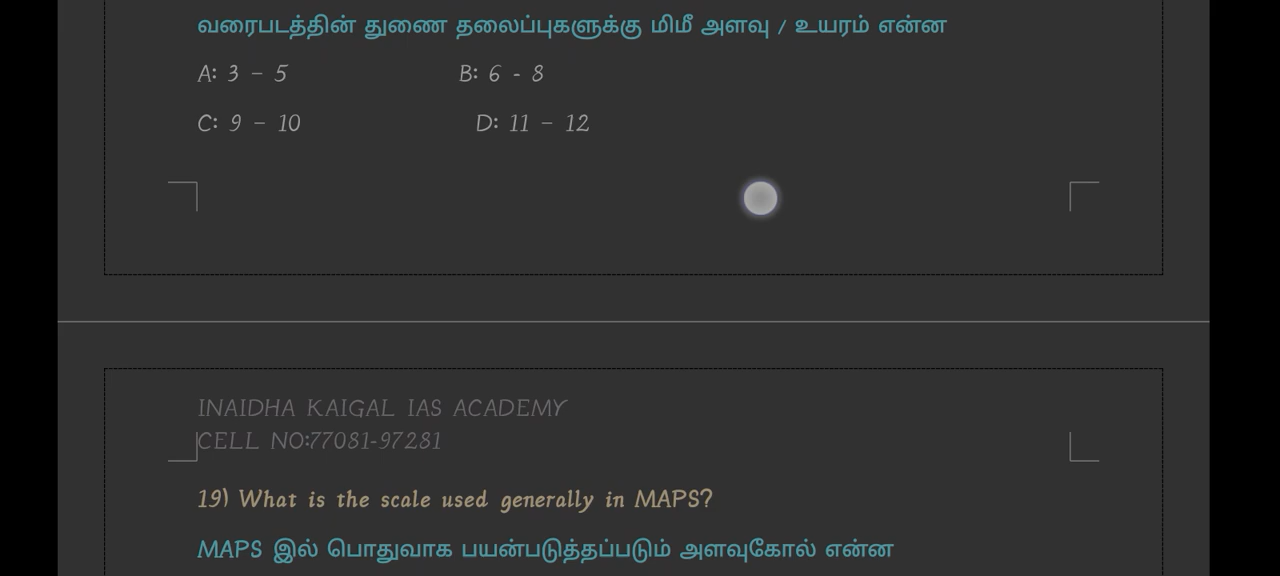 வரைபடத்தின் துணை தலைப்புகளுக்கு மிமீ அளவு / உயரம் என்ன
A: 3 – 5 B: 6 - 8
C: 9 – 10 D: 11 – 12
INAIDHA KAIGAL IAS ACADEMY
CELL NO:77081-97281
19) What is the scale used generally in MAPS?
MAPS இல் பொதுவாக பயன்படுத்தப்படும் அளவுகோல் என்ன